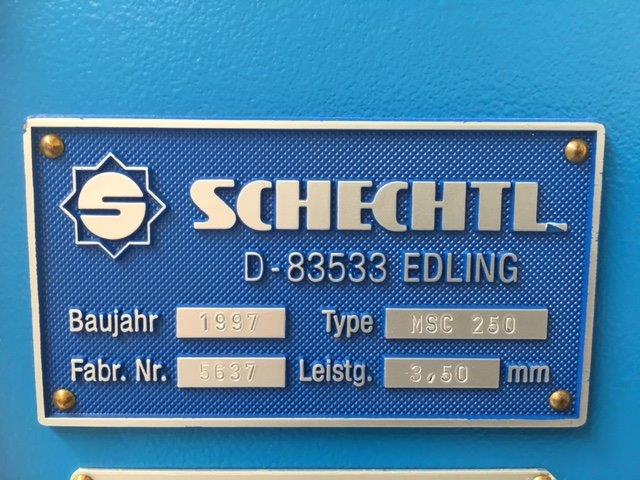 S SCHECHTL
D-83533 EDLING
Baujahr 1997 Type MSC 250
Fabr. Nr. 5637 Leistg. 3,50 mm